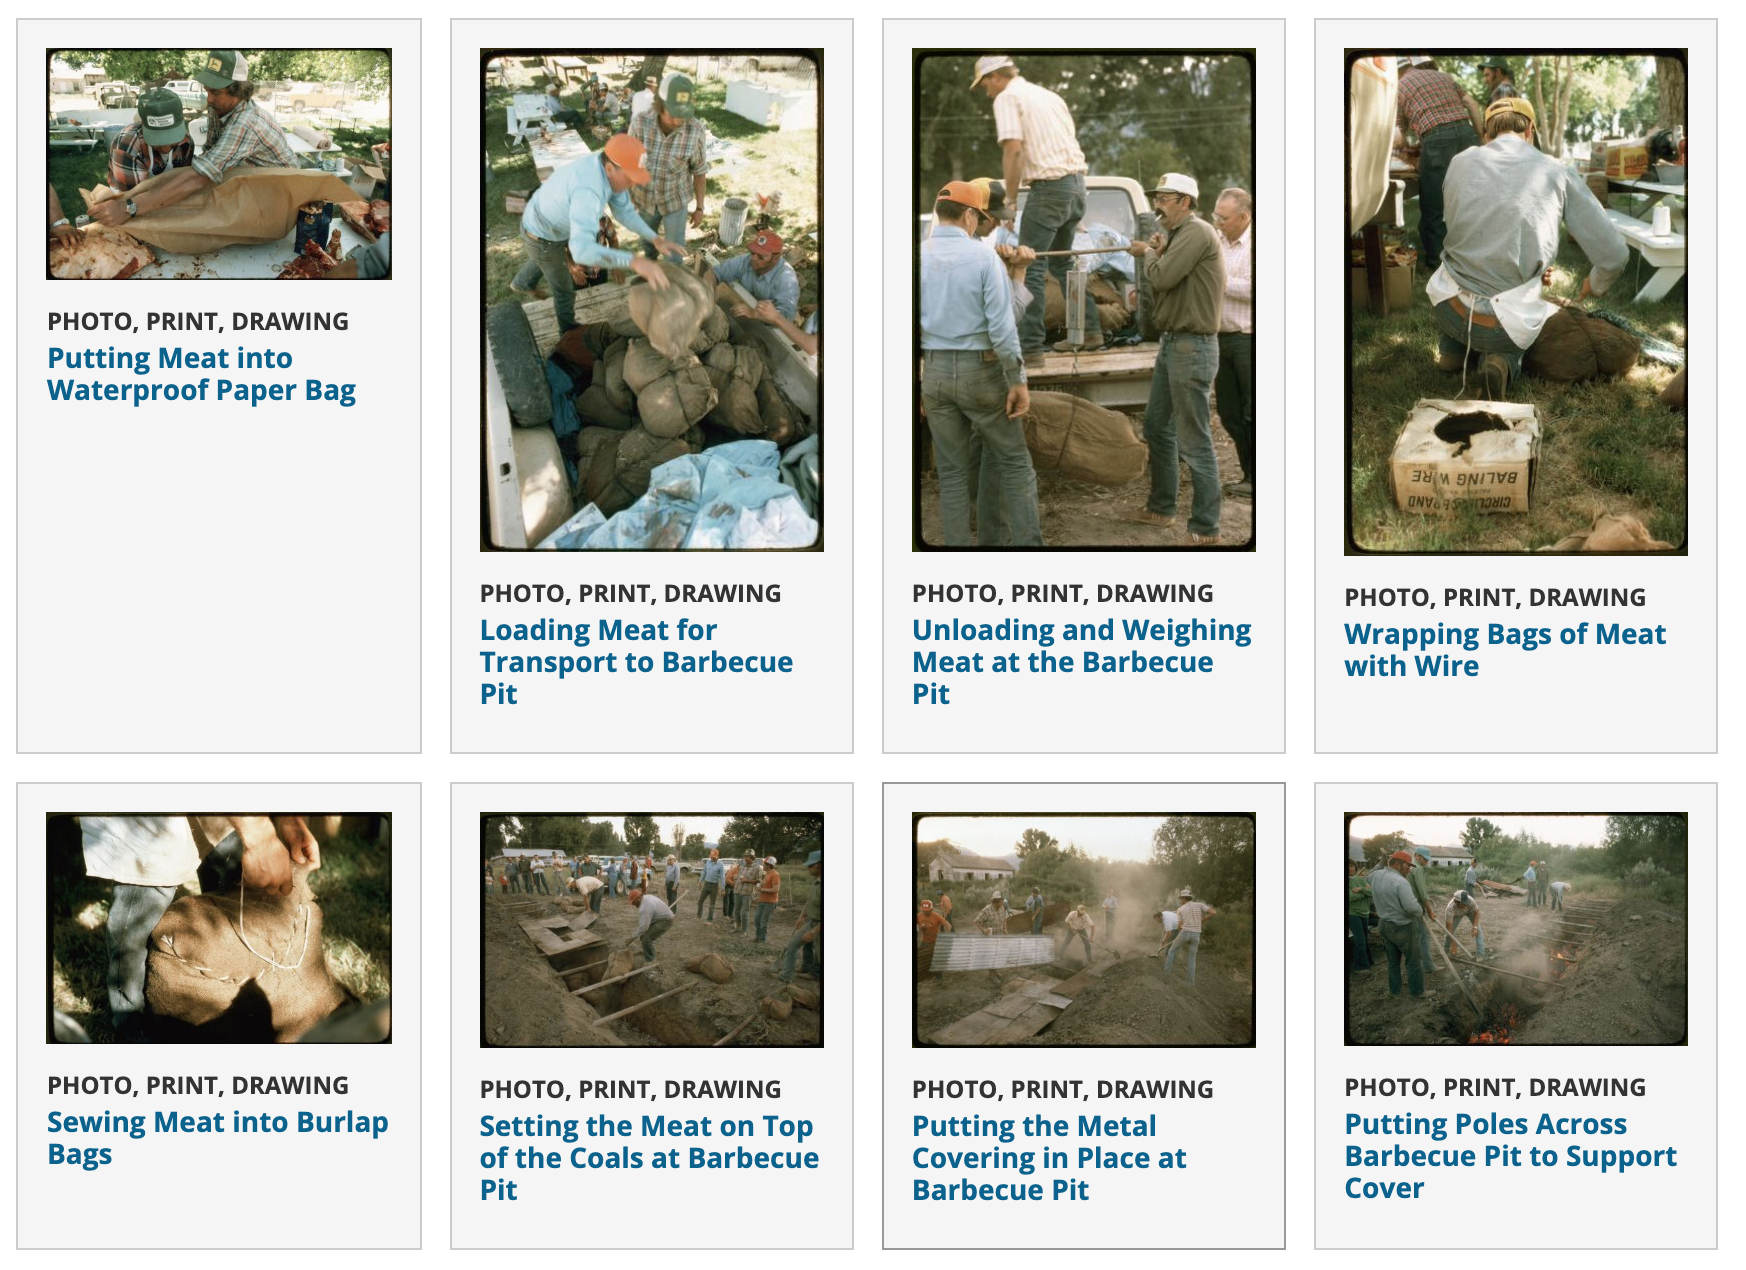 PHOTO, PRINT, DRAWING
Putting Meat into
Waterproof Paper Bag
PHOTO, PRINT, DRAWING
Loading Meat for
Transport to Barbecue
Pit
PHOTO, PRINT, DRAWING
Unloading and Weighing
Meat at the Barbecue
Pit
BALING WIRE
PHOTO, PRINT, DRAWING
Wrapping Bags of Meat
with Wire
PHOTO, PRINT, DRAWING
Sewing Meat into Burlap
Bags
PHOTO, PRINT, DRAWING
Setting the Meat on Top
of the Coals at Barbecue
Pit
PHOTO, PRINT, DRAWING
Putting the Metal
Covering in Place at
Barbecue Pit
PHOTO, PRINT, DRAWING
Putting Poles Across
Barbecue Pit to Support
Cover